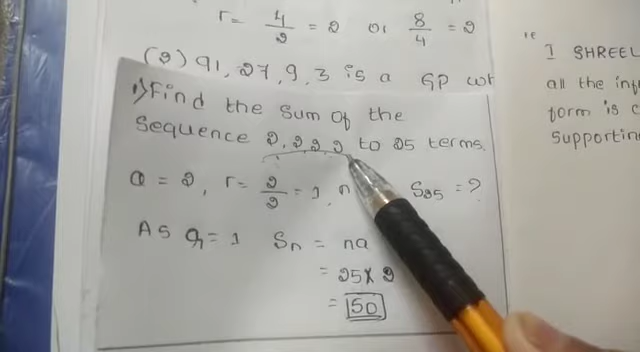 r = 4/2 = 2 or 8/4 = 2
(2) 91, 27, 9, 3 is a GP
1) Find the sum of the
sequence 2, 2 2 2 to 25 terms.
a = 2, r = 2/2 = 1, n S25 = ?
As r = 1 Sn = na
= 25 x 2
= 50
I SHREEL
all the inf
form is c
supportin